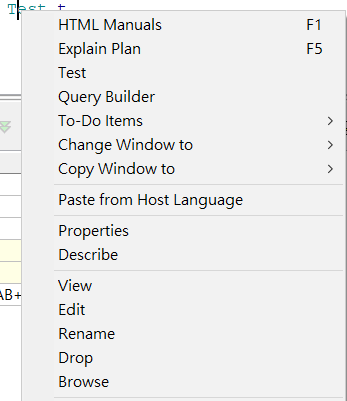 Test t
HTML Manuals F1
Explain Plan F5
Test
Query Builder
To-Do Items
Change Window to
Copy Window to
Paste from Host Language
Properties
Describe
View
Edit
AB+
Rename
Drop
Browse